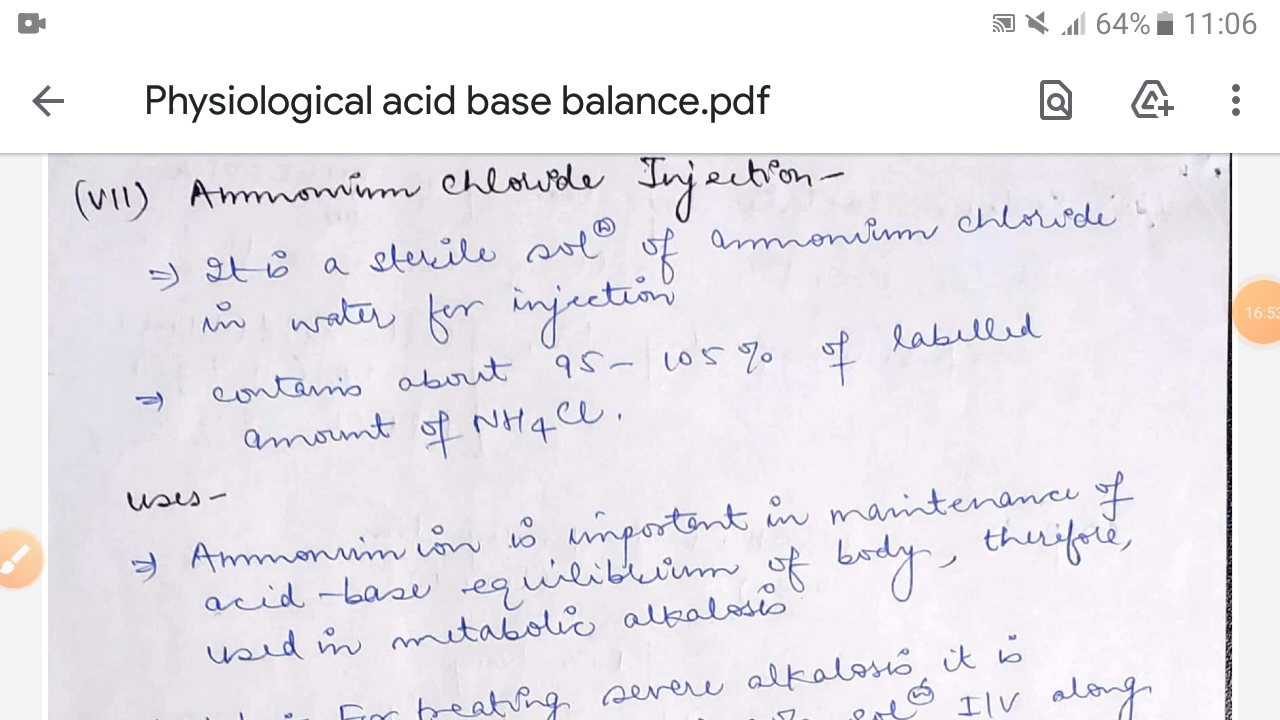 64% 11:06
Physiological acid base balance.pdf
(VII) Ammonium chloride Injection-
⇒ It is a sterile solⁿ of ammonium chloride
in water for injection
16:53
⇒ contains about 95-105% of labelled
amount of NH4Cl.
uses-
⇒ Ammonium ion is important in maintenance of
acid-base equilibrium of body, therefore,
used in metabolic alkalosis
For treating severe alkalosis it is
solⁿ I/V along